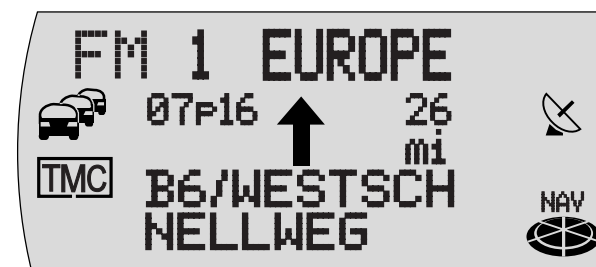 FM 1 EUROPE
07P16 26
mi
TMC
B6/WESTSCH
NELLWEG
NAV